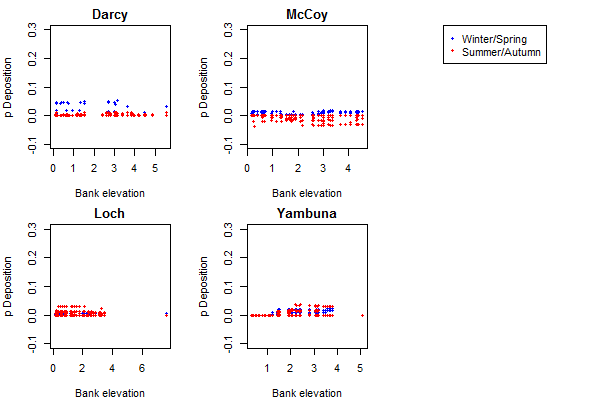 Darcy
p Deposition
0.3
0.2
0.1
0.0
-0.1
0 1 2 3 4 5
Bank elevation
McCoy
p Deposition
0.3
0.2
0.1
0.0
-0.1
0 1 2 3 4
Bank elevation
Winter/Spring
Summer/Autumn
Loch
p Deposition
0.3
0.2
0.1
0.0
-0.1
0 2 4 6
Bank elevation
Yambuna
p Deposition
0.3
0.2
0.1
0.0
-0.1
1 2 3 4 5
Bank elevation